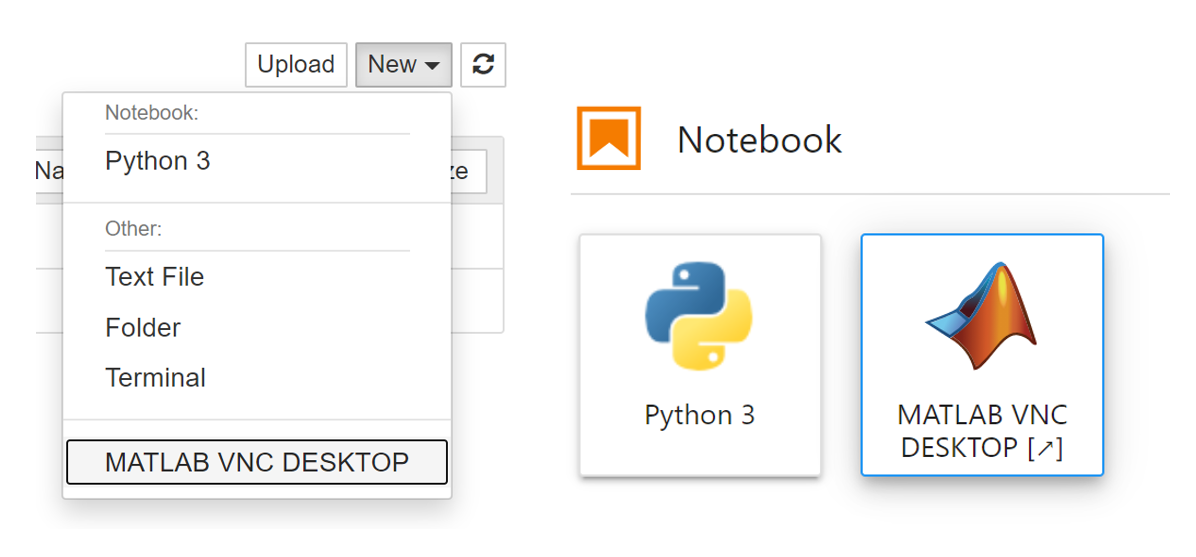 Upload
New
Notebook:
Python 3
Na
ze
Other:
Text File
Folder
Terminal
MATLAB VNC DESKTOP
Notebook
Python 3
MATLAB VNC
DESKTOP [↗]